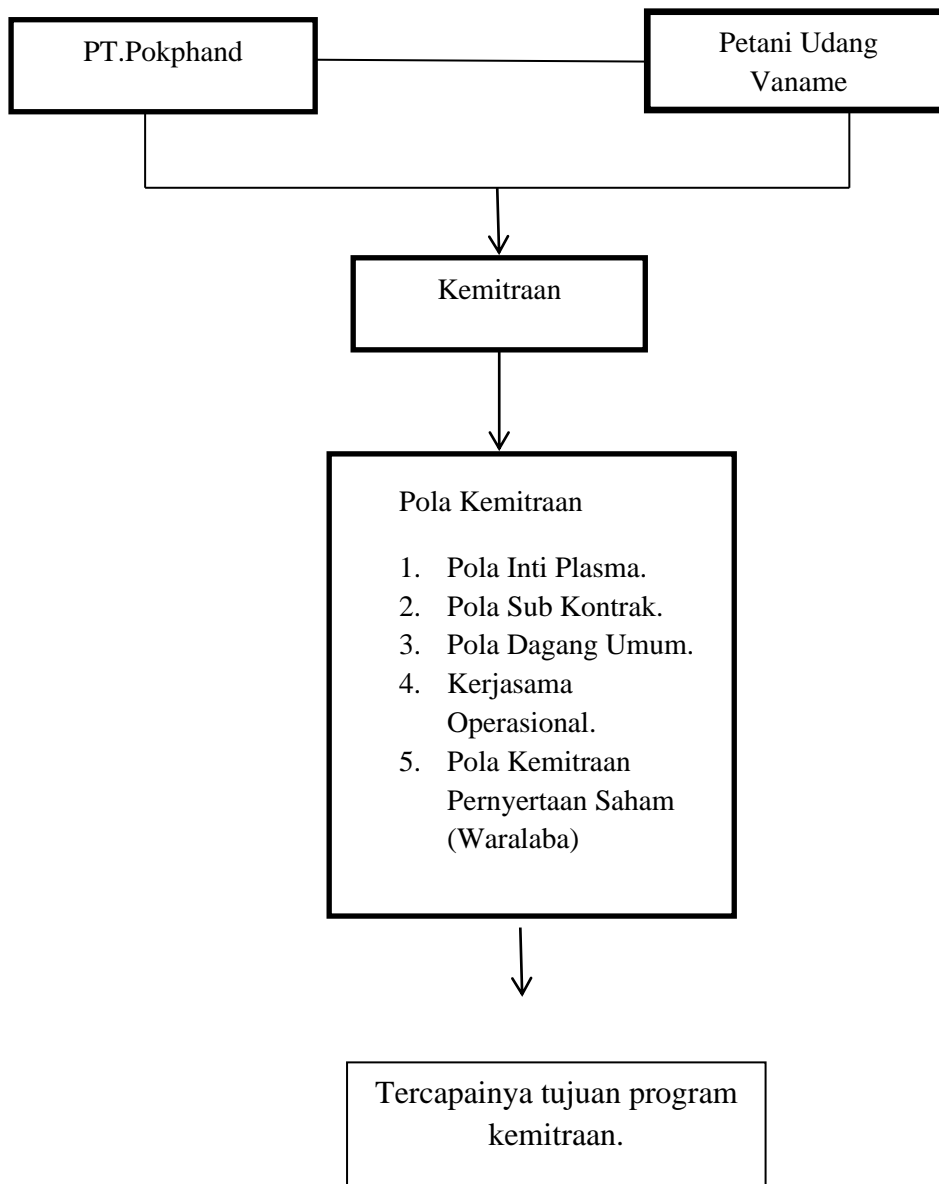 PT.Pokphand
Petani Udang
Vaname
Kemitraan
Pola Kemitraan
1. Pola Inti Plasma.
2. Pola Sub Kontrak.
3. Pola Dagang Umum.
4. Kerjasama
Operasional.
5. Pola Kemitraan
Pernyertaan Saham
(Waralaba)
Tercapainya tujuan program
kemitraan.